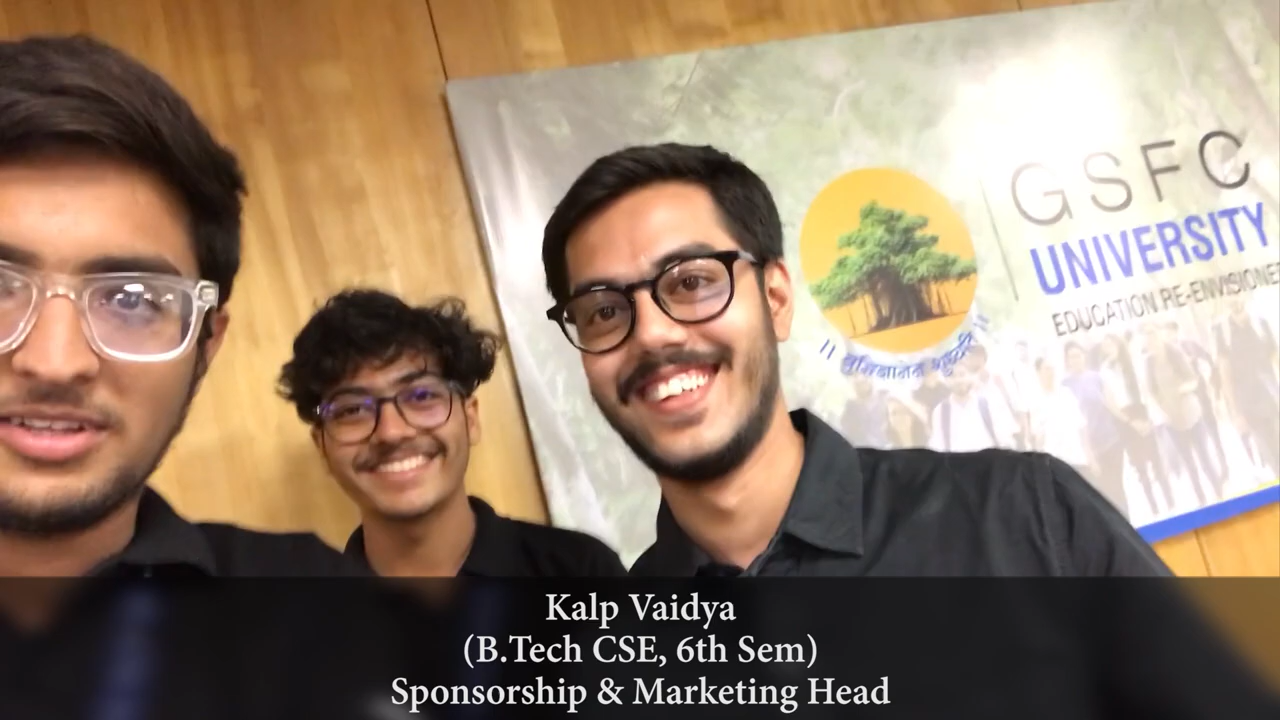 GSFC
UNIVERSITY
EDUCATION RE-ENVISIONE
Kalp Vaidya
(B.Tech CSE, 6th Sem)
Sponsorship & Marketing Head